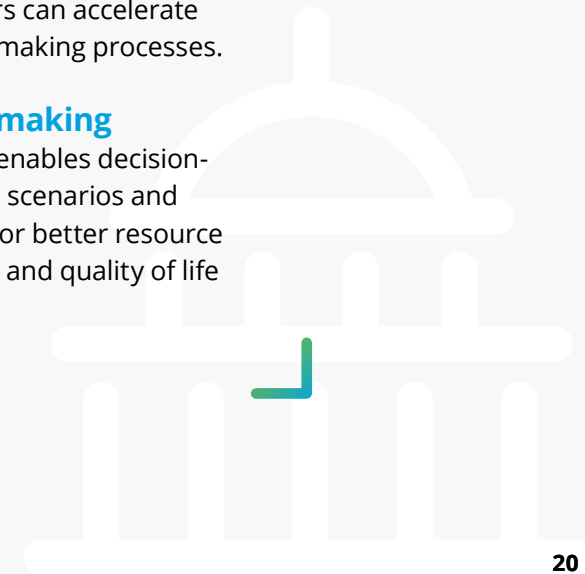 rs can accelerate
making processes.
making
enables decision-
scenarios and
or better resource
and quality of life
20